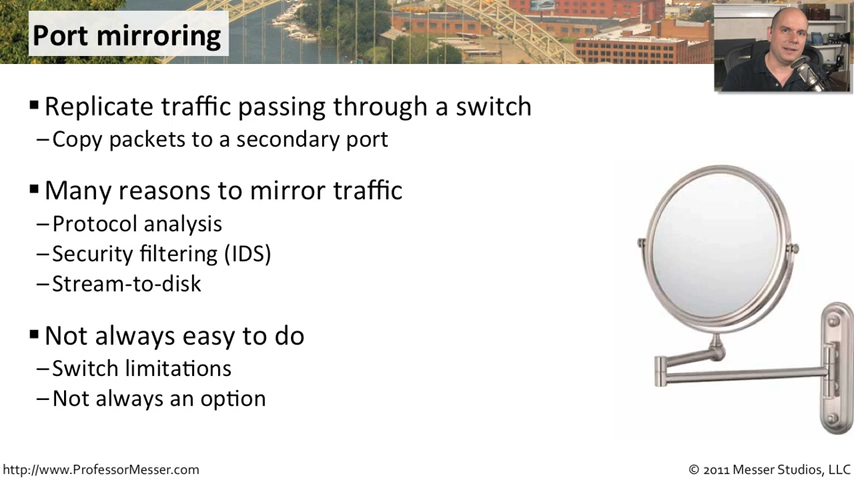 Port mirroring
▪ Replicate traffic passing through a switch
–Copy packets to a secondary port
▪ Many reasons to mirror traffic
–Protocol analysis
–Security filtering (IDS)
–Stream-to-disk
▪ Not always easy to do
–Switch limitations
–Not always an option
http://www.ProfessorMesser.com
© 2011 Messer Studios, LLC